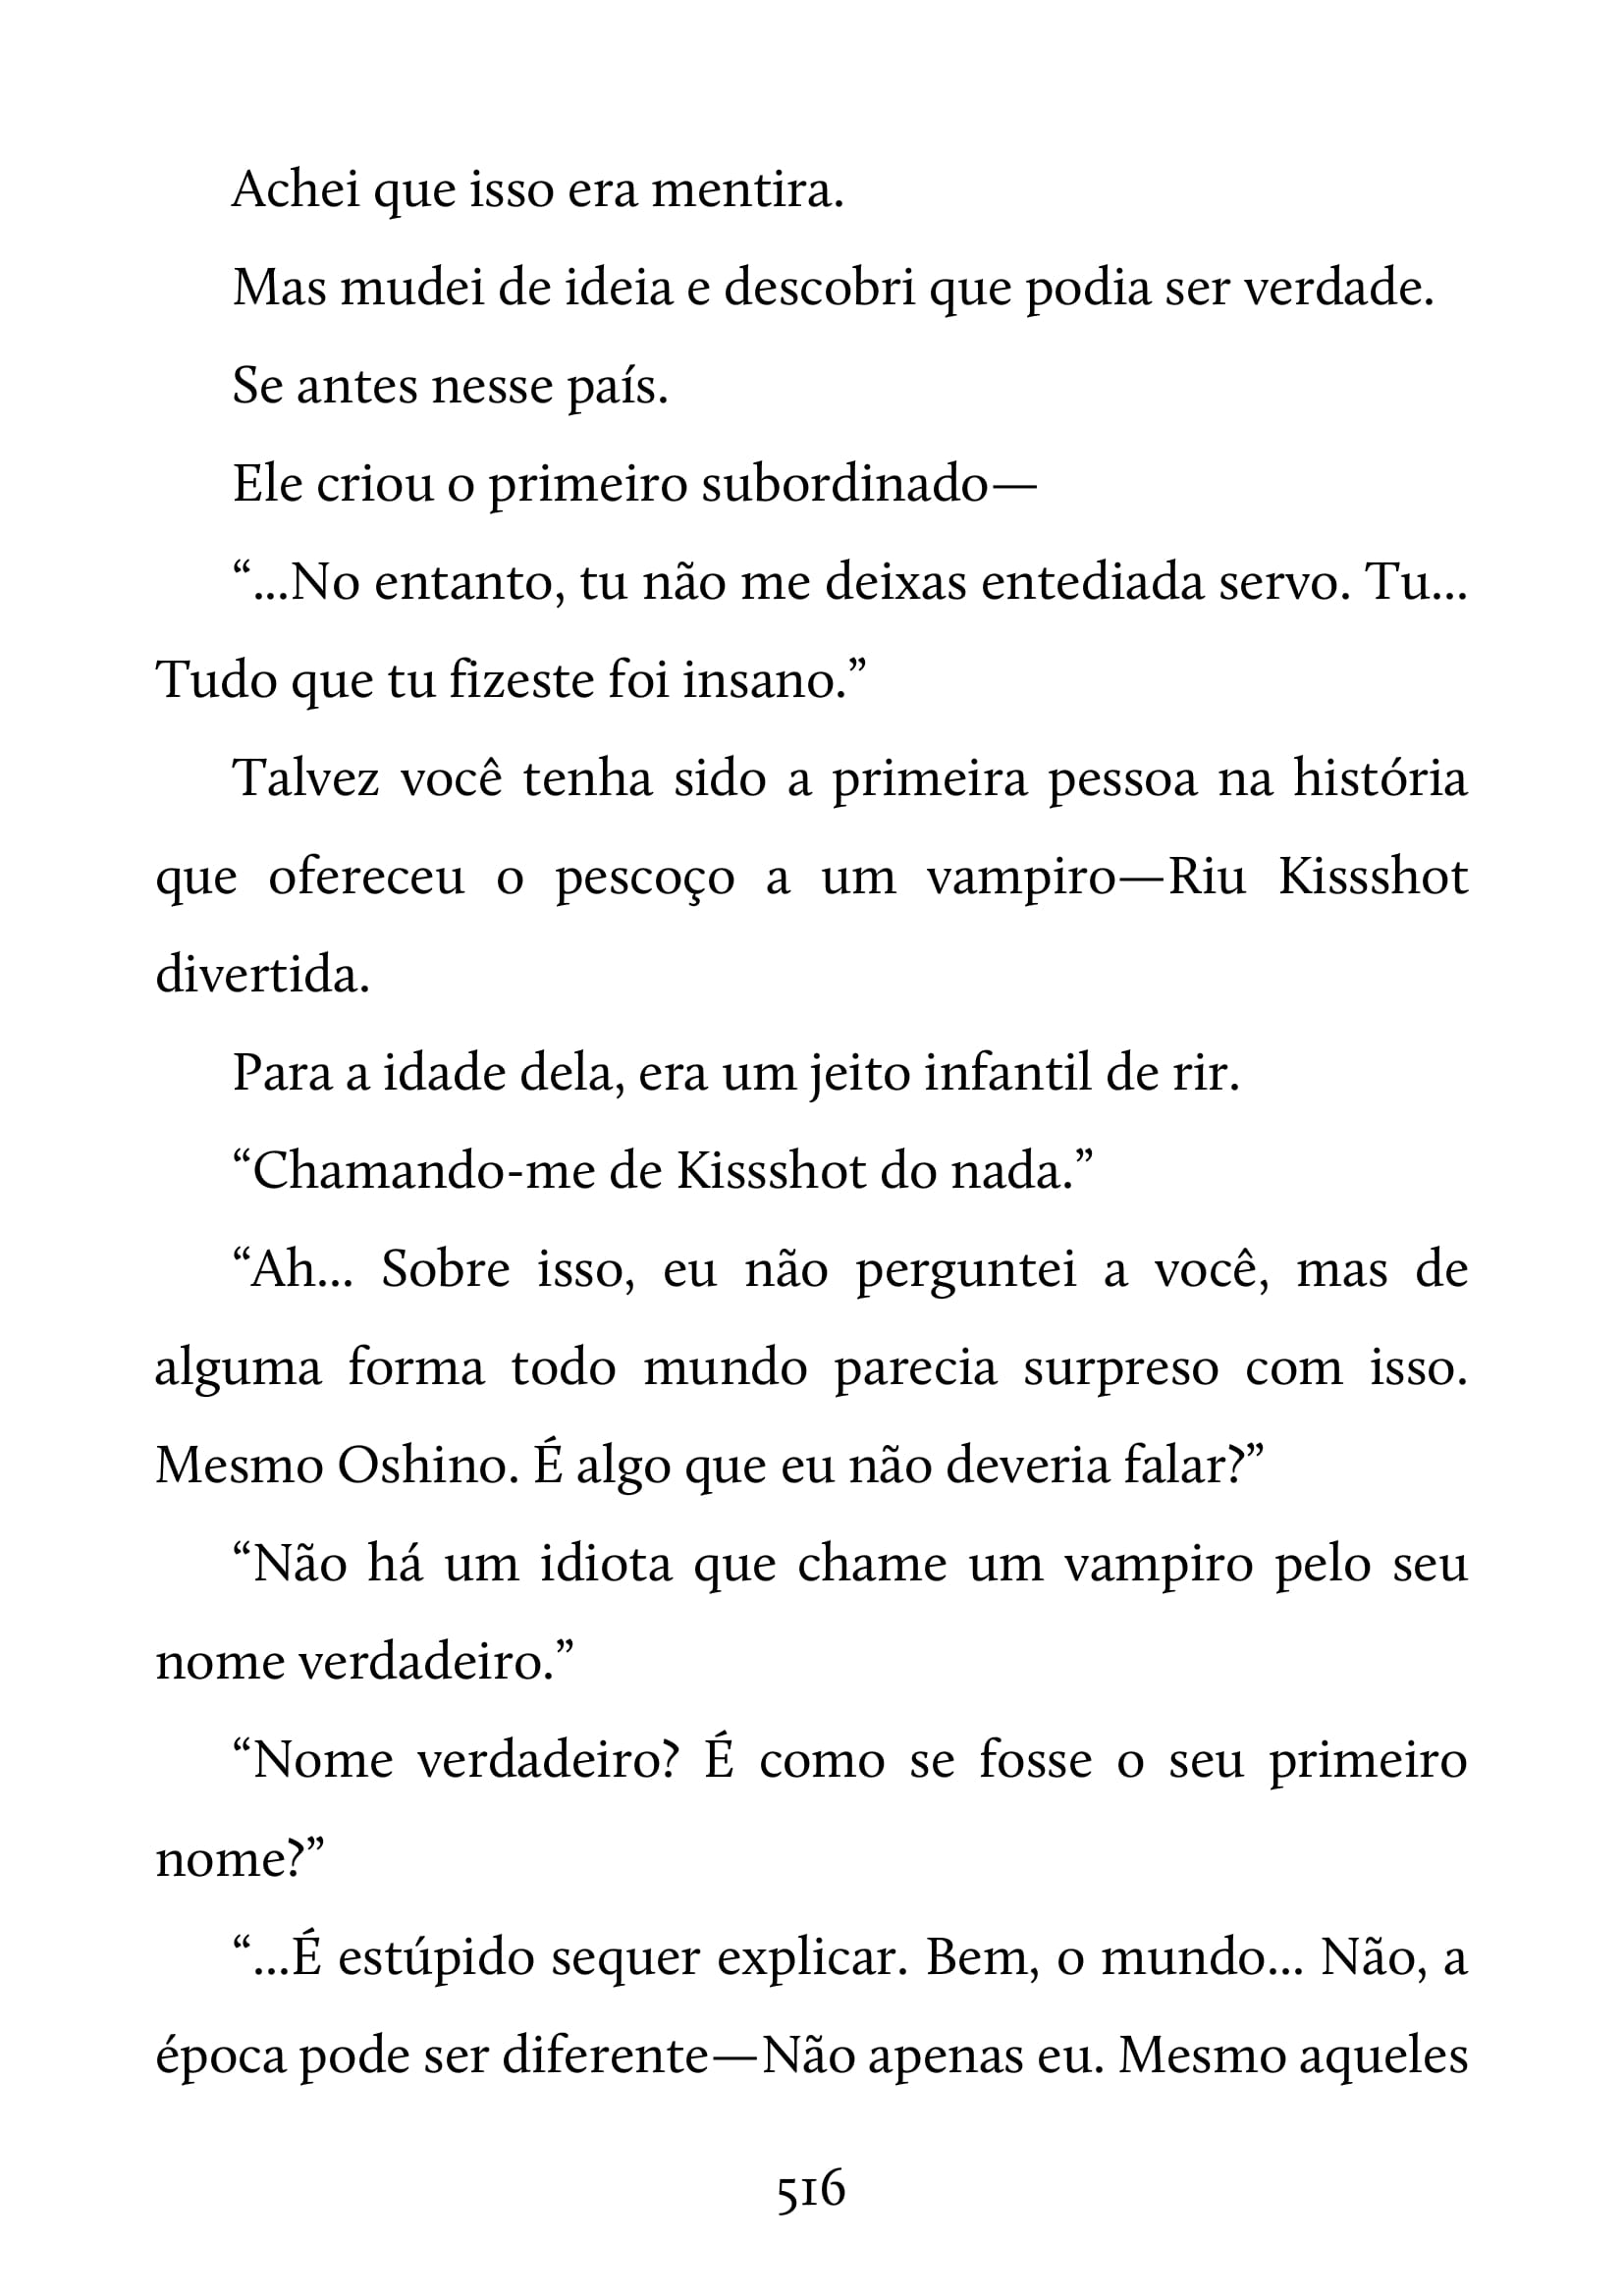 Achei que isso era mentira.
Mas mudei de ideia e descobri que podia ser verdade.
Se antes nesse país.
Ele criou o primeiro subordinado—
“...No entanto, tu não me deixas entediada servo. Tu...
Tudo que tu fizeste foi insano.”
Talvez você tenha sido a primeira pessoa na história
que ofereceu o pescoço a um vampiro—Riu Kissshot
divertida.
Para a idade dela, era um jeito infantil de rir.
“Chamando-me de Kissshot do nada.”
“Ah... Sobre isso, eu não perguntei a você, mas de
alguma forma todo mundo parecia surpreso com isso.
Mesmo Oshino. É algo que eu não deveria falar?”
“Não há um idiota que chame um vampiro pelo seu
nome verdadeiro.”
“Nome verdadeiro? É como se fosse o seu primeiro
nome?”
“...É estúpido sequer explicar. Bem, o mundo... Não, a
época pode ser diferente—Não apenas eu. Mesmo aqueles
516